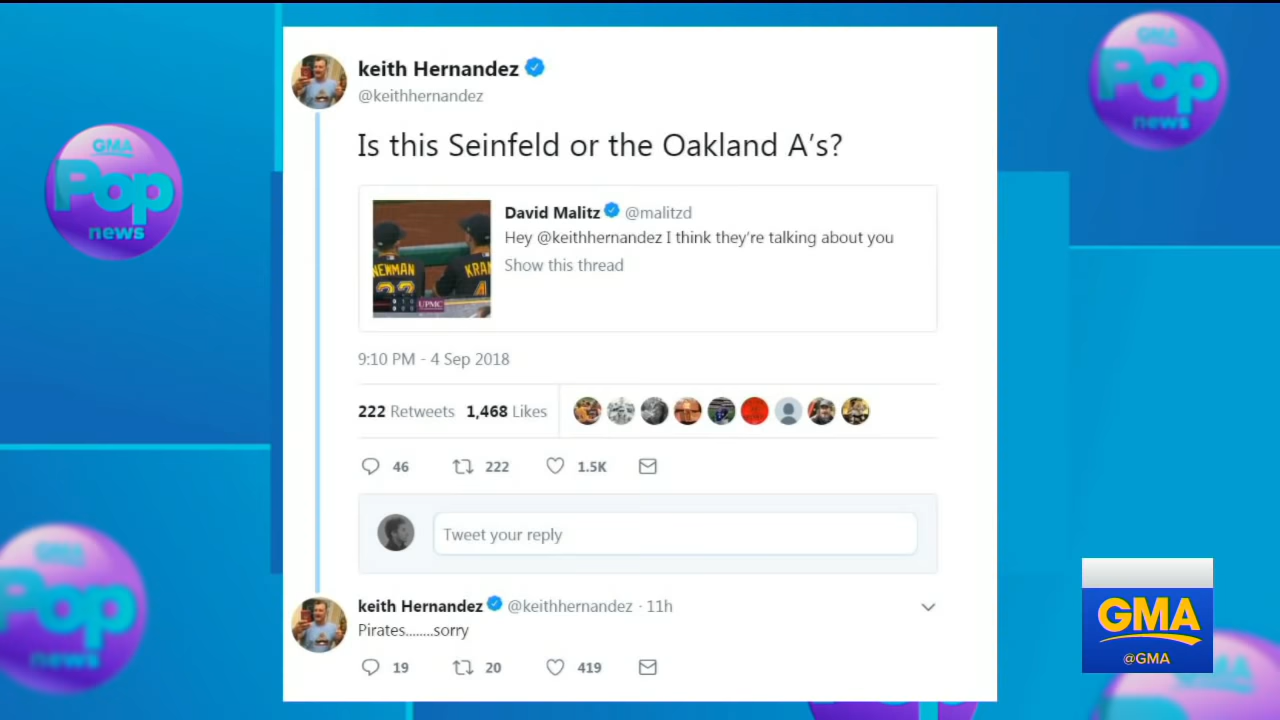 GMA
Pop
news
GMA
Pop
news
keith Hernandez
@keithhernandez
Is this Seinfeld or the Oakland A's?
David Malitz @malitzd
Hey @keithhernandez I think they're talking about you
Show this thread
NEWMAN
KRAM
UPMC
9:10 PM - 4 Sep 2018
222 Retweets 1,468 Likes
46 222 1.5K
Tweet your reply
keith Hernandez @keithhernandez · 11h
Pirates........sorry
19 20 419
GMA
Pop
news
GMA
@GMA
GMA
Pop